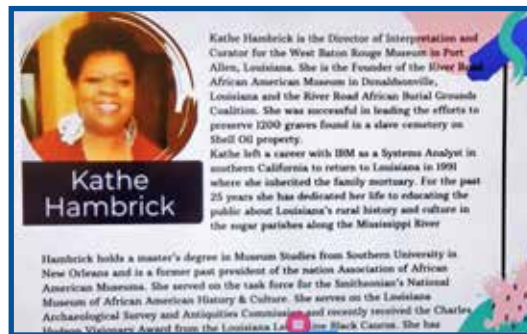 Kathe Hambrick is the Director of Interpretation and
Curator for the West Baton Rouge Museum in Port
Allen, Louisiana. She is the Founder of the River Road
African American Museum in Donaldsonville,
Louisiana and the River Road African Burial Grounds
Coalition. She was successful in leading the efforts to
preserve 1200 graves found in a slave cemetery on
Shell Oil property.
Kathe left a career with IBM as a Systems Analyst in
southern California to return to Louisiana in 1991
where she inherited the family mortuary. For the past
25 years she has dedicated her life to educating the
public about Louisiana's rural history and culture in
the sugar parishes along the Mississippi River
Kathe
Hambrick
Hambrick holds a master's degree in Museum Studies from Southern University in
New Orleans and is a former past president of the nation Association of African
American Museums. She served on the task force for the Smithsonian's National
Museum of African American History & Culture. She serves on the Louisiana
Archaeological Survey and Antiquities Commission and recently received the Charles
Hudson Visionary Award from the Louisiana Black Caucus. She has